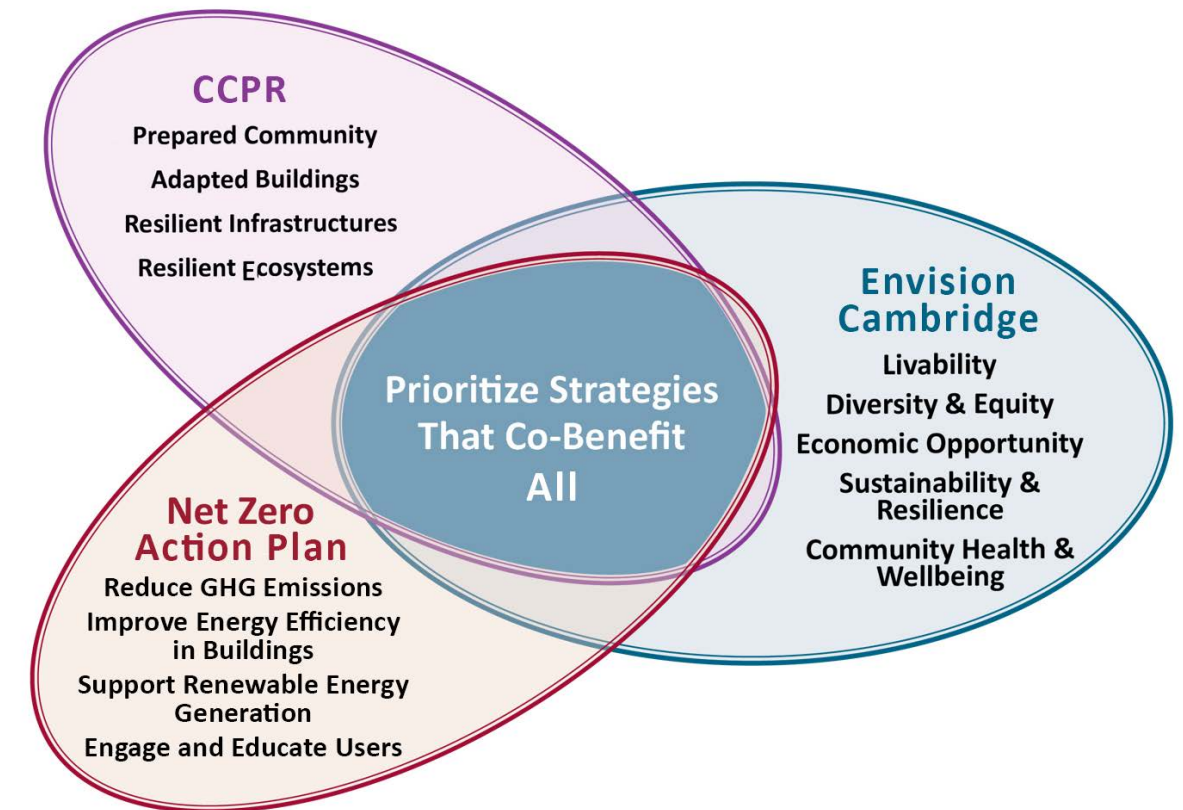 CCPR
Prepared Community
Adapted Buildings
Resilient Infrastructures
Resilient Ecosystems
Envision
Cambridge
Livability
Diversity & Equity
Economic Opportunity
Sustainability &
Resilience
Community Health &
Wellbeing
Prioritize Strategies
That Co-Benefit
All
Net Zero
Action Plan
Reduce GHG Emissions
Improve Energy Efficiency
in Buildings
Support Renewable Energy
Generation
Engage and Educate Users